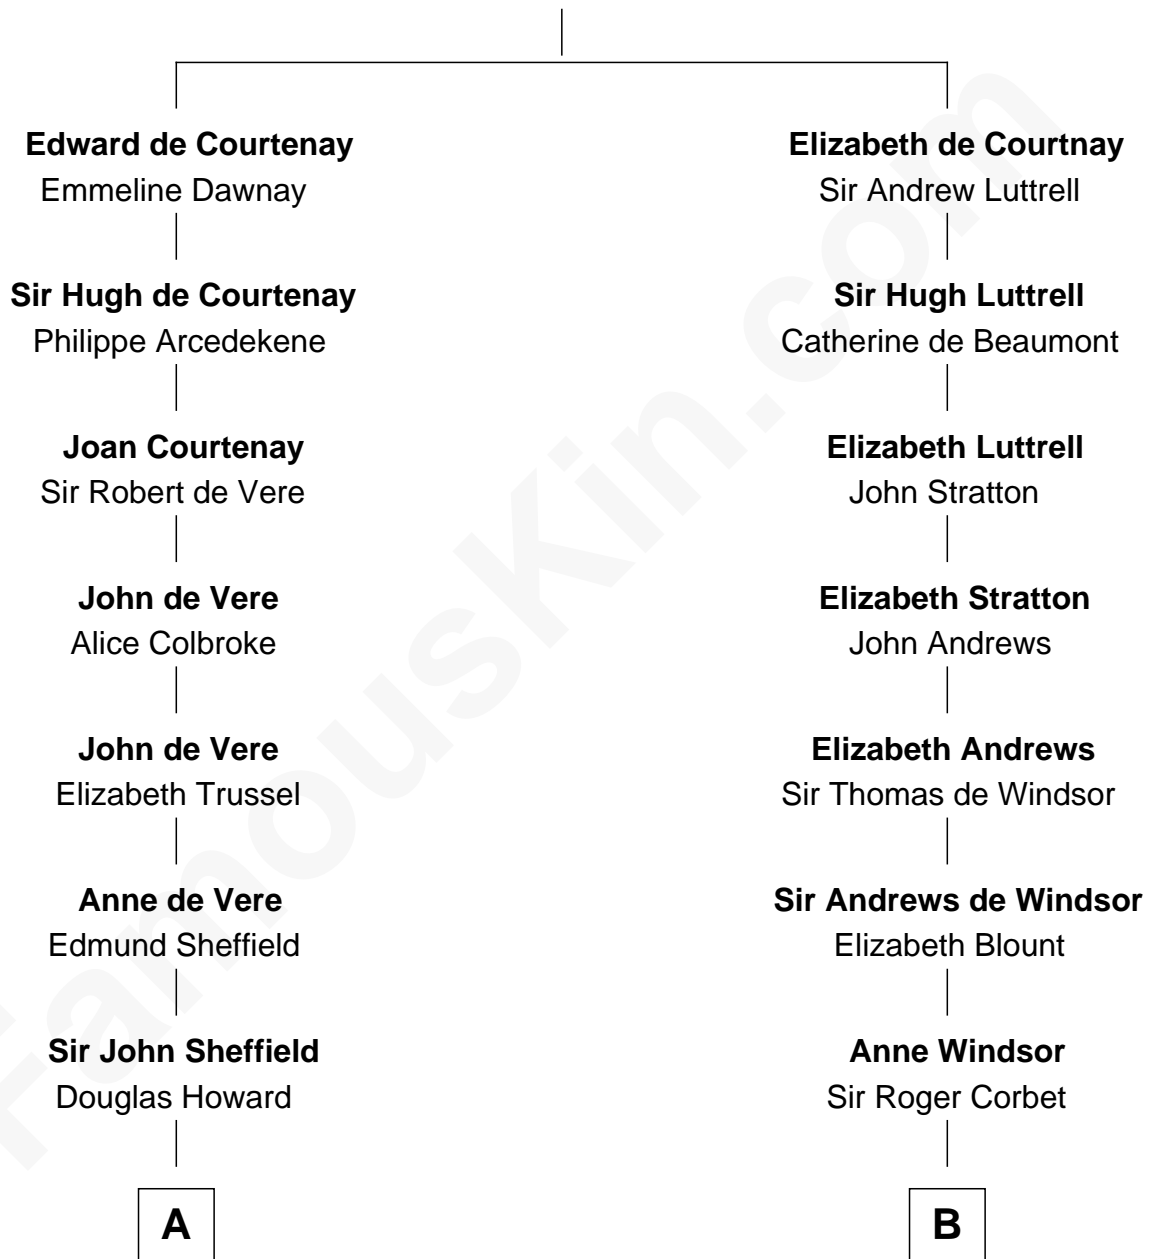 Edward de Courtenay
Emmeline Dawnay
Sir Hugh de Courtenay
Philippe Arcedekene
Joan Courtenay
Sir Robert de Vere
John de Vere
Alice Colbroke
John de Vere
Elizabeth Trussel
Anne de Vere
Edmund Sheffield
Sir John Sheffield
Douglas Howard
A
Elizabeth de Courtnay
Sir Andrew Luttrell
Sir Hugh Luttrell
Catherine de Beaumont
Elizabeth Luttrell
John Stratton
Elizabeth Stratton
John Andrews
Elizabeth Andrews
Sir Thomas de Windsor
Sir Andrews de Windsor
Elizabeth Blount
Anne Windsor
Sir Roger Corbet
B
FamousKin.com